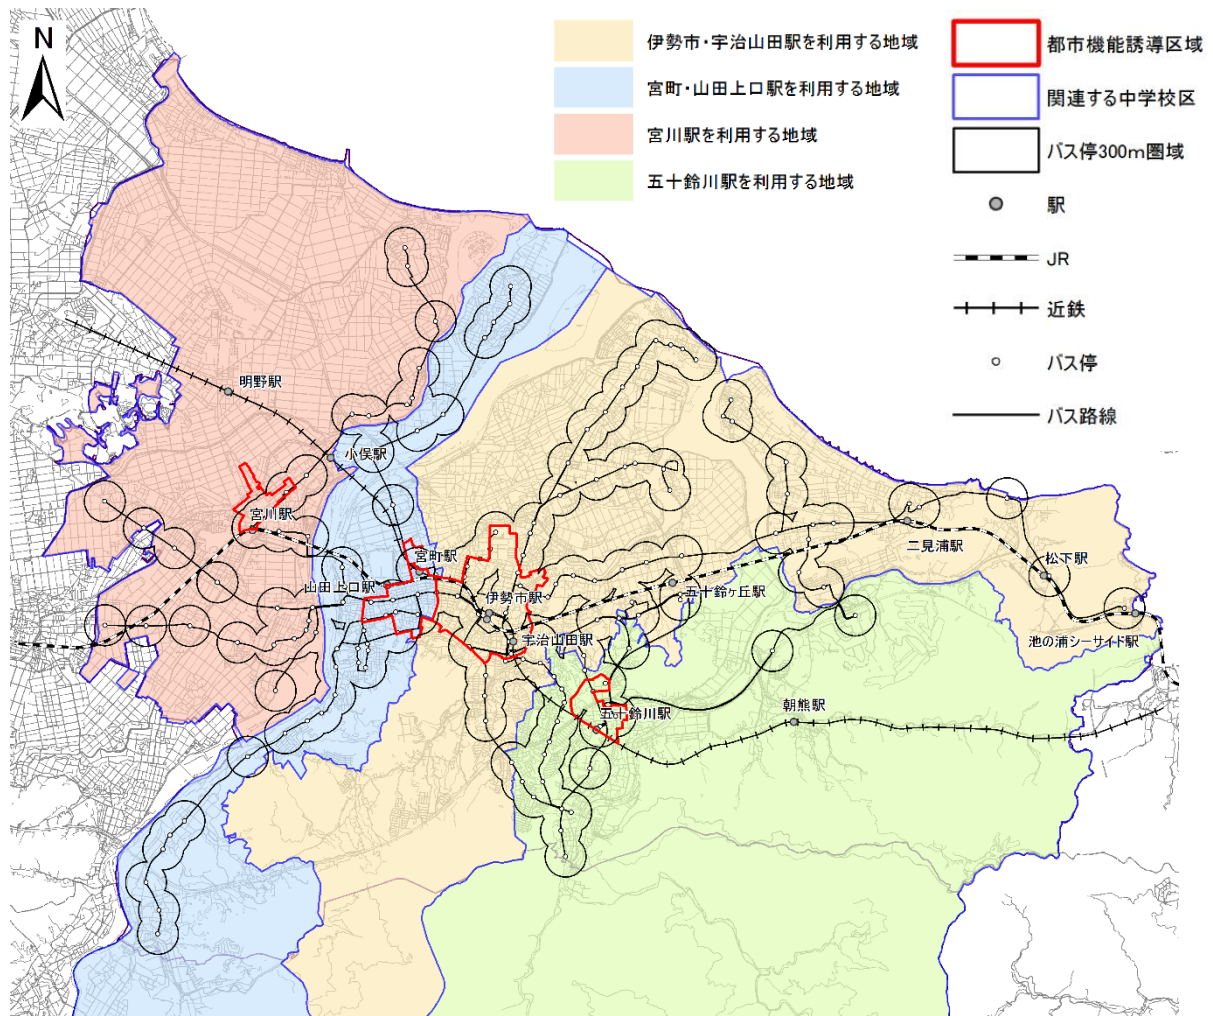 N
伊勢市・宇治山田駅を利用する地域
宮町・山田上口駅を利用する地域
宮川駅を利用する地域
五十鈴川駅を利用する地域
都市機能誘導区域
関連する中学校区
バス停300m圏域
駅
JR
近鉄
バス停
バス路線
明野駅
小俣駅
宮川駅
宮町駅
山田上口駅
伊勢市駅
宇治山田駅
五十鈴ヶ丘駅
二見浦駅
松下駅
池の浦シーサイド駅
朝熊駅
五十鈴川駅